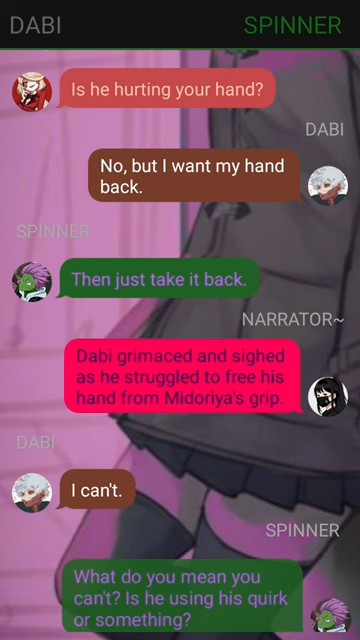 DABI SPINNER
Is he hurting your hand?
DABI
No, but I want my hand
back.
SPINNER
Then just take it back.
NARRATOR~
Dabi grimaced and sighed
as he struggled to free his
hand from Midoriya's grip.
DABI
I can't.
SPINNER
What do you mean you
can't? Is he using his quirk
or something?